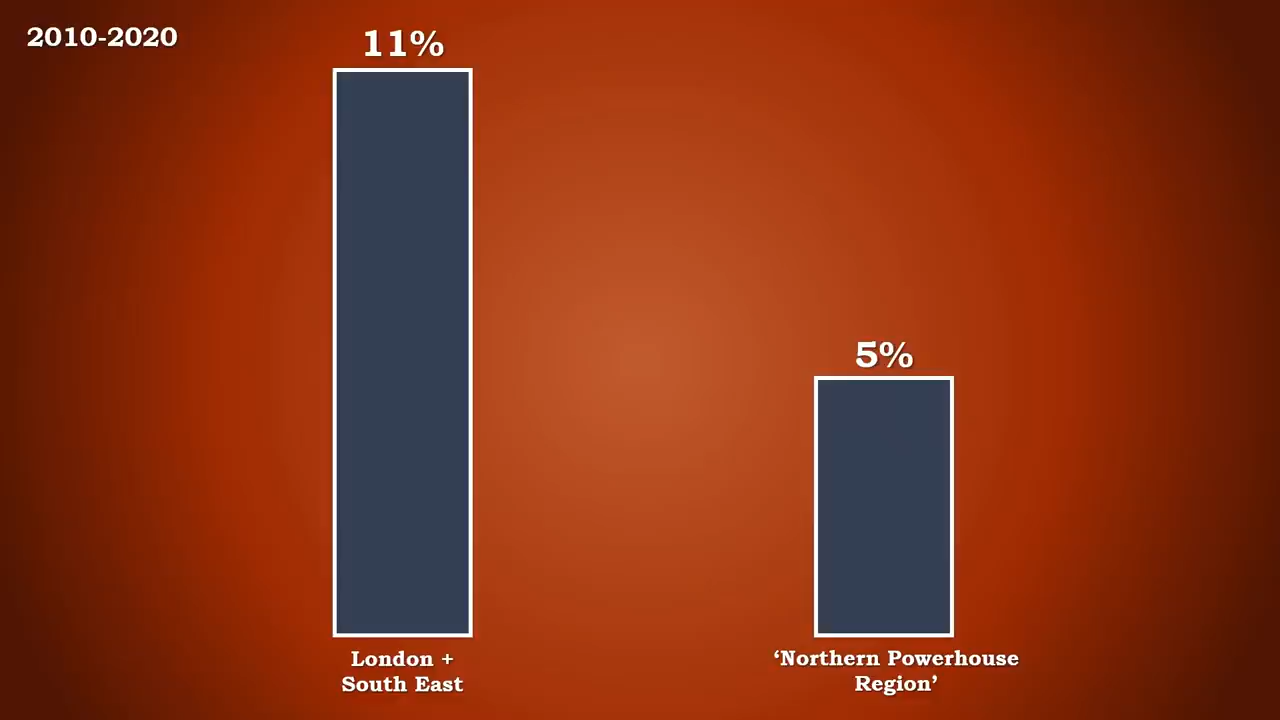 2010-2020
11%
5%
London +
South East
‘Northern Powerhouse
Region’